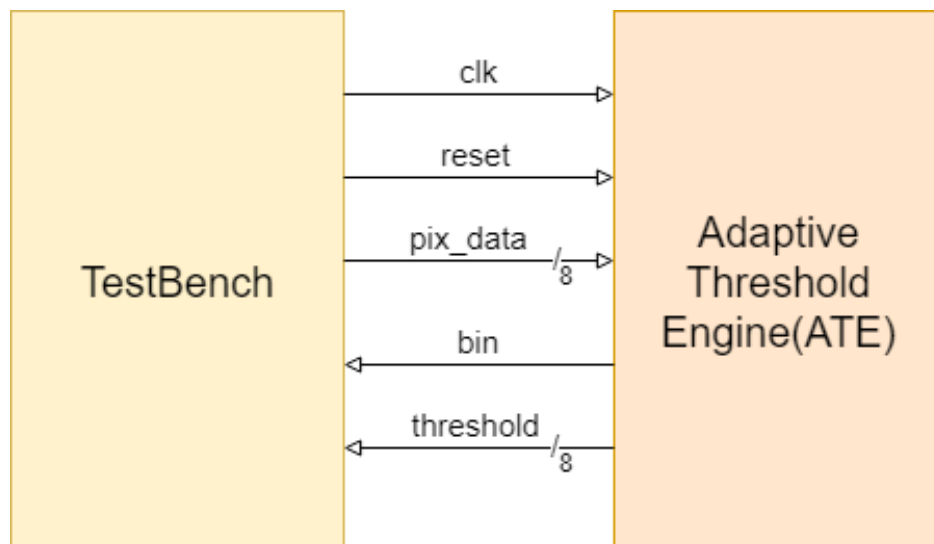 clk
reset
pix_data
8
TestBench
bin
threshold
8
Adaptive
Threshold
Engine(ATE)